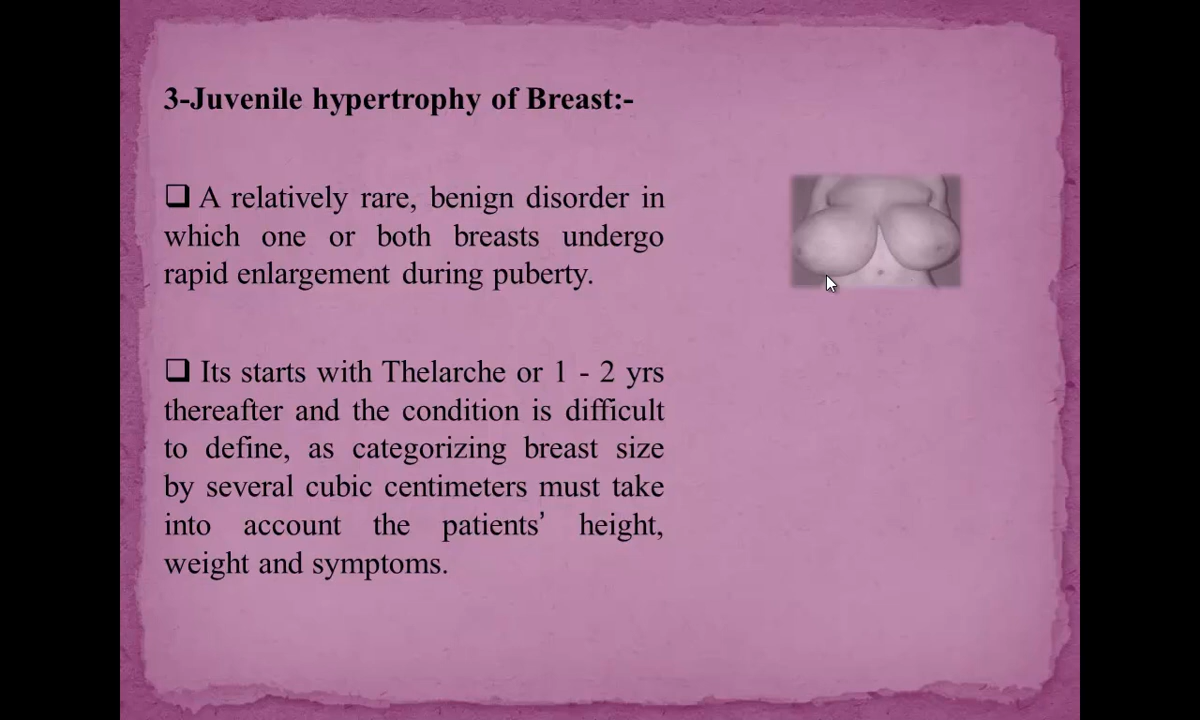 3-Juvenile hypertrophy of Breast:-
❑ A relatively rare, benign disorder in
which one or both breasts undergo
rapid enlargement during puberty.
❑ Its starts with Thelarche or 1 - 2 yrs
thereafter and the condition is difficult
to define, as categorizing breast size
by several cubic centimeters must take
into account the patients’ height,
weight and symptoms.